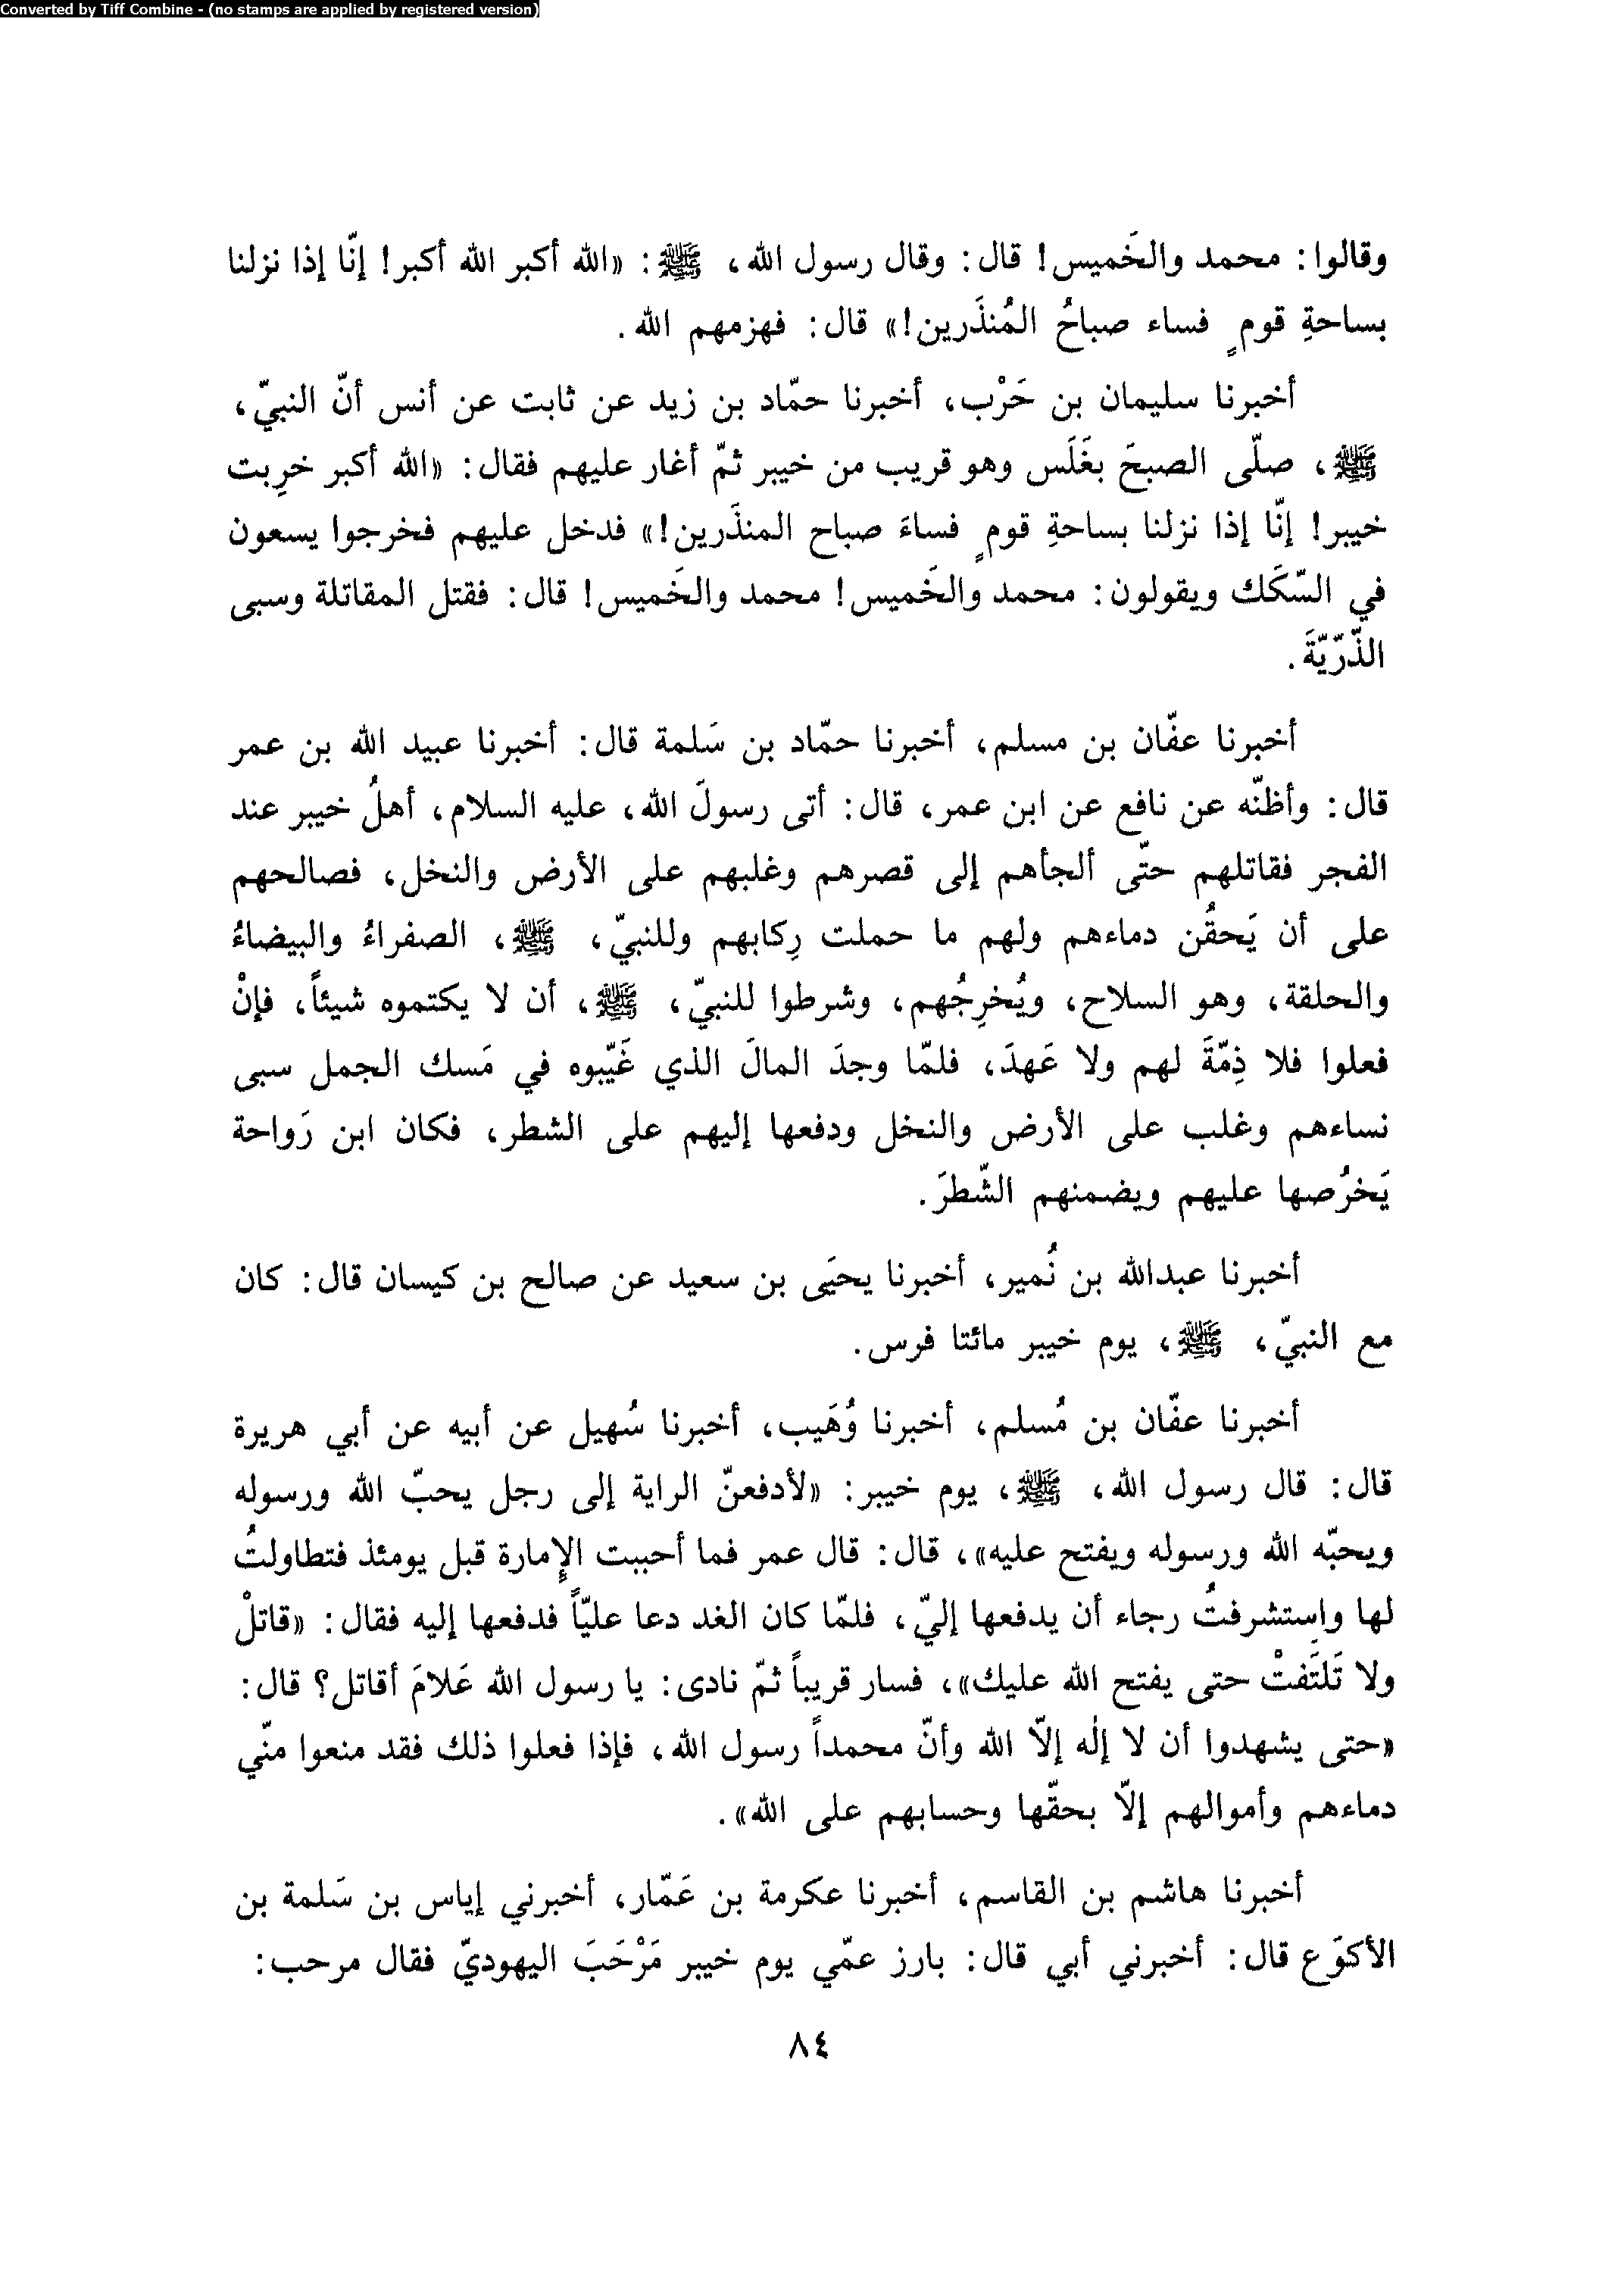 Converted by Tiff Combine - (no stamps are applied by registered version)
وقالوا: محمد والخَميس! قال: وقال رسول الله، ﷺ: «الله أكبر الله أكبر! إنّا إذا نزلنا
بساحةِ قومٍ فساء صباحُ المُنذَرين!» قال: فهزمهم الله.
أخبرنا سليمان بن حَرْب، أخبرنا حمّاد بن زيد عن ثابت عن أنس أنّ النبيّ،
ﷺ، صلّى الصبحَ بغَلَس وهو قريب من خيبر ثمّ أغار عليهم فقال: «الله أكبر خرِبت
خيبر! إنّا إذا نزلنا بساحةِ قومٍ فساءَ صباح المنذَرين!» فدخل عليهم فخرجوا يسعون
في السّكَك ويقولون: محمد والخَميس! محمد والخَميس! قال: فقتل المقاتلة وسبى
الذّرّيّةَ.
أخبرنا عفّان بن مسلم، أخبرنا حمّاد بن سَلمة قال: أخبرنا عبيد الله بن عمر
قال: وأظنّه عن نافع عن ابن عمر، قال: أتى رسولَ الله، عليه السلام، أهلُ خيبر عند
الفجر فقاتلهم حتّى ألجأهم إلى قصرهم وغلبهم على الأرض والنخل، فصالحهم
على أن يَحقُن دماءهم ولهم ما حملت رِكابهم وللنبيّ، ﷺ، الصفراءُ والبيضاءُ
والحلقة، وهو السلاح، ويُخرِجُهم، وشرطوا للنبيّ، ﷺ، أن لا يكتموه شيئاً، فإنْ
فعلوا فلا ذِمّةَ لهم ولا عَهدَ، فلمّا وجدَ المالَ الذي غَيّبوه في مَسك الجمل سبى
نساءهم وغلب على الأرض والنخل ودفعها إليهم على الشطر، فكان ابن رَواحة
يَخرُصها عليهم ويضمنهم الشّطرَ.
أخبرنا عبدالله بن نُمير، أخبرنا يحيَى بن سعيد عن صالح بن كيسان قال: كان
مع النبيّ، ﷺ، يوم خيبر مائتا فرس.
أخبرنا عفّان بن مُسلم، أخبرنا وُهَيب، أخبرنا سُهيل عن أبيه عن أبي هريرة
قال: قال رسول الله، ﷺ، يوم خيبر: «لأدفعنّ الراية إلى رجل يحبّ الله ورسوله
ويحبّه الله ورسوله ويفتح عليه»، قال: قال عمر فما أحببت الإمارة قبل يومئذ فتطاولتُ
لها واستشرفتُ رجاء أن يدفعها إليّ، فلمّا كان الغد دعا عليّاً فدفعها إليه فقال: «قاتلْ
ولا تَلتَفتْ حتى يفتح الله عليك»، فسار قريباً ثمّ نادى: يا رسول الله عَلامَ أقاتل؟ قال:
«حتى يشهدوا أن لا إلٰه إلاّ الله وأنّ محمداً رسول الله، فإذا فعلوا ذلك فقد منعوا منّي
دماءهم وأموالهم إلاّ بحقّها وحسابهم على الله».
أخبرنا هاشم بن القاسم، أخبرنا عكرمة بن عَمّار، أخبرني إياس بن سَلمة بن
الأكوَع قال: أخبرني أبي قال: بارز عمّي يوم خيبر مَرْحَبَ اليهوديّ فقال مرحب:
٨٤